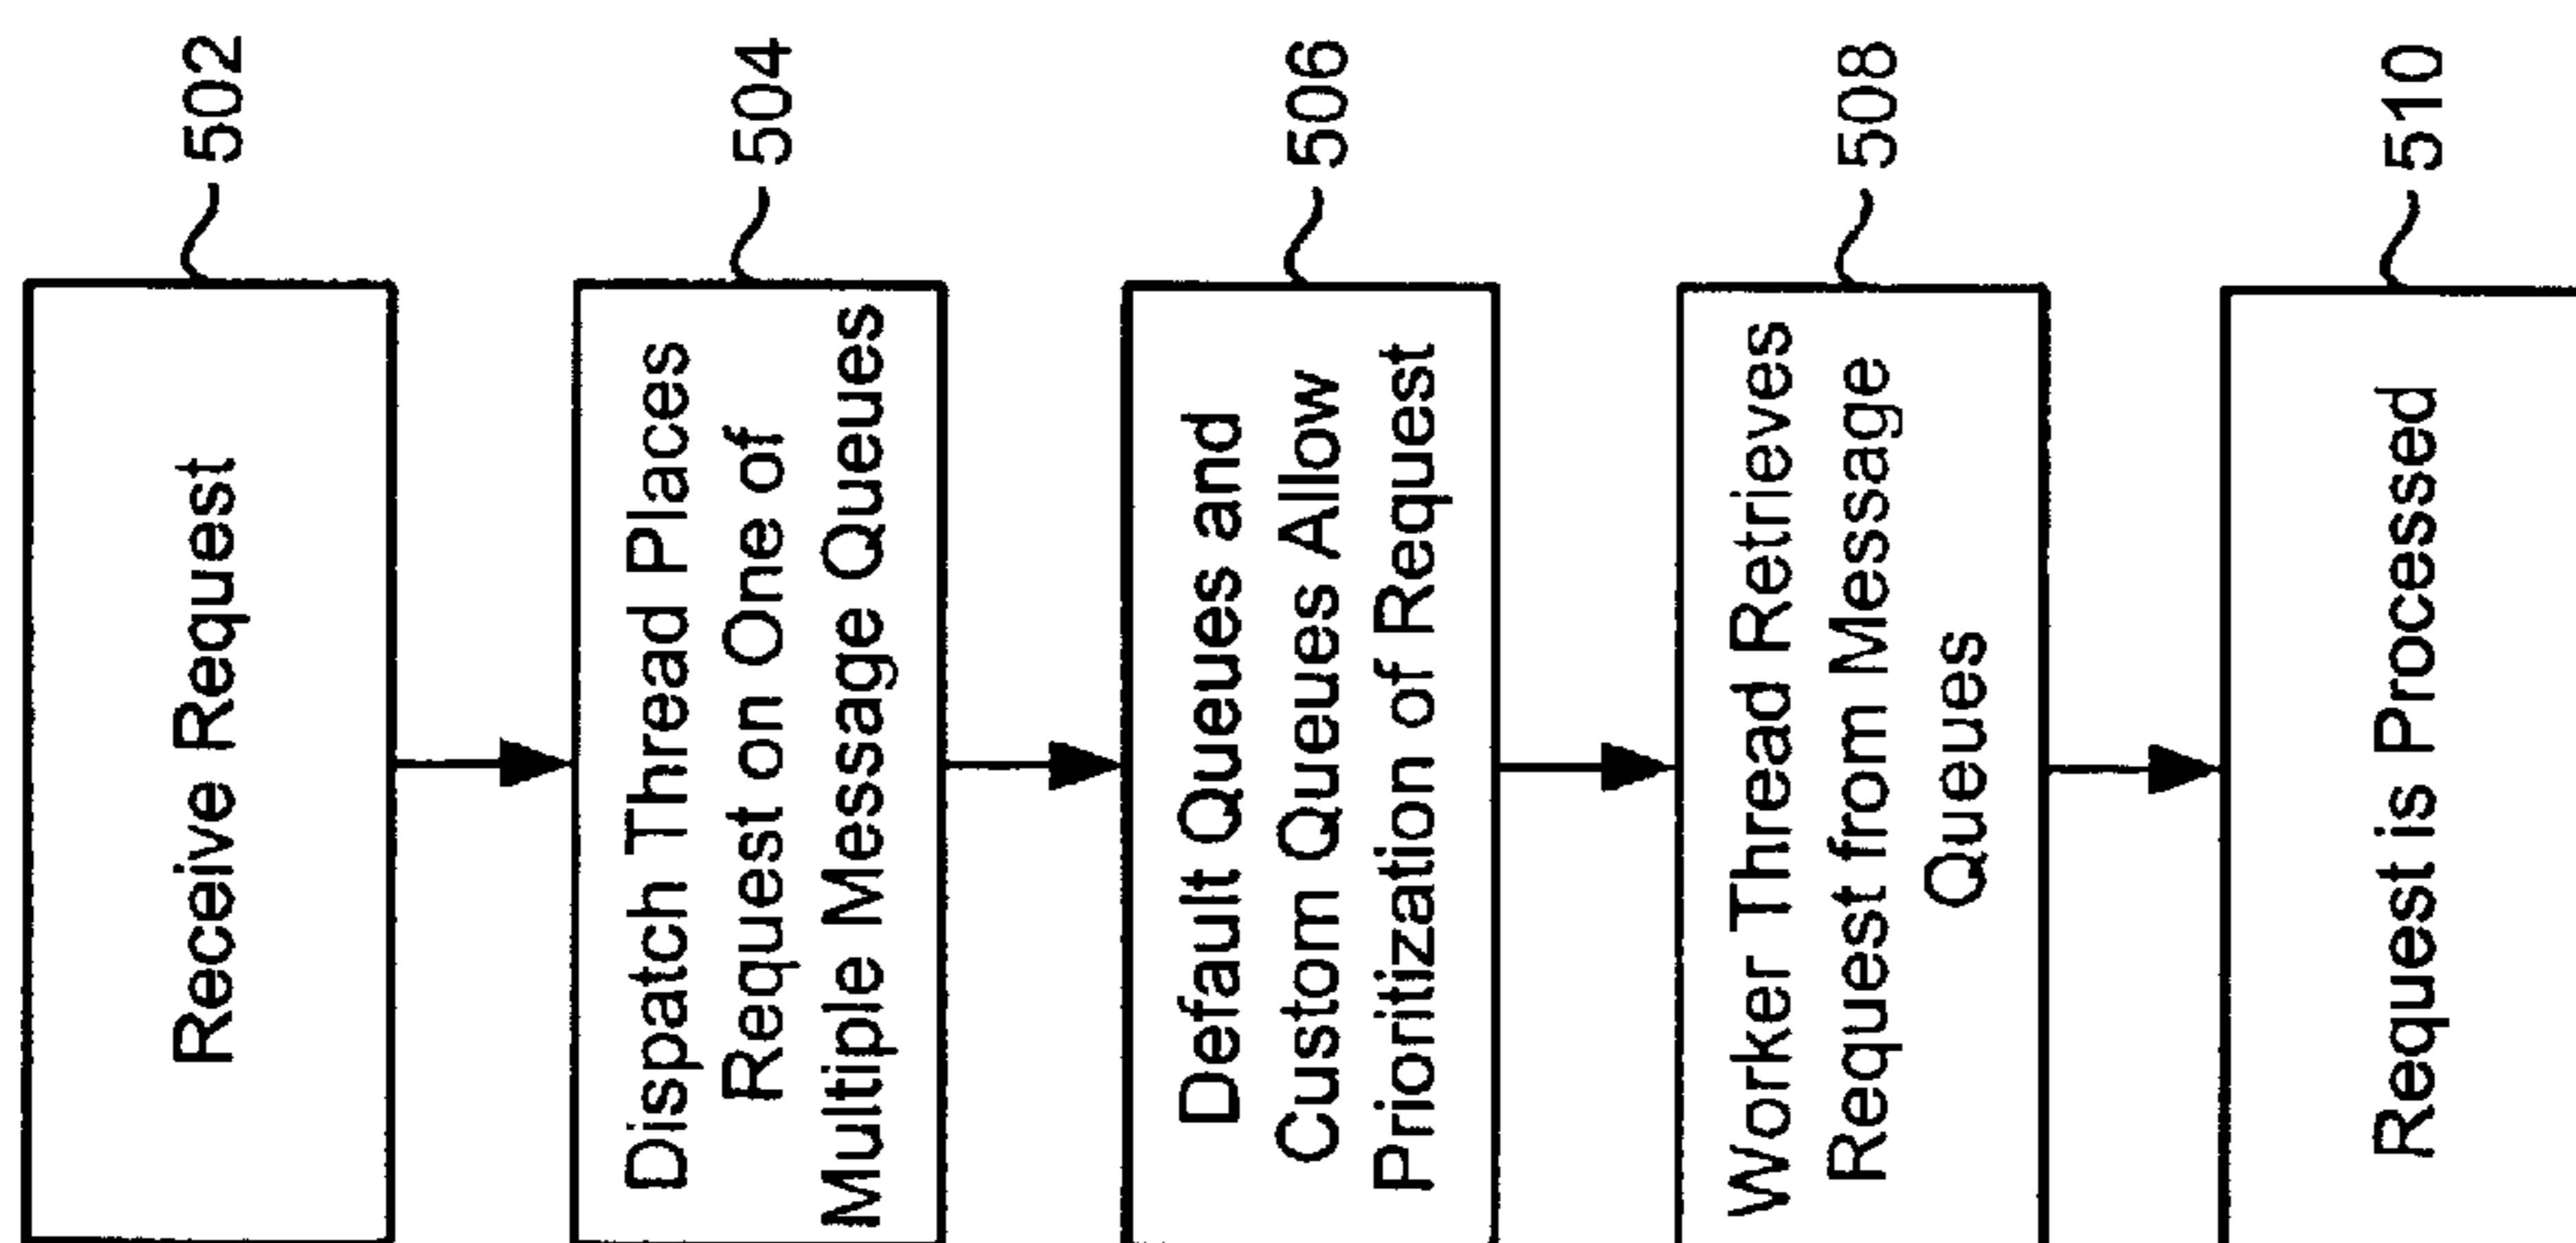 Receive Request
502
Dispatch Thread Places
Request on One of
Multiple Message Queues
504
Default Queues and
Custom Queues Allow
Prioritization of Request
506
Worker Thread Retrieves
Request from Message
Queues
508
Request is Processed
510